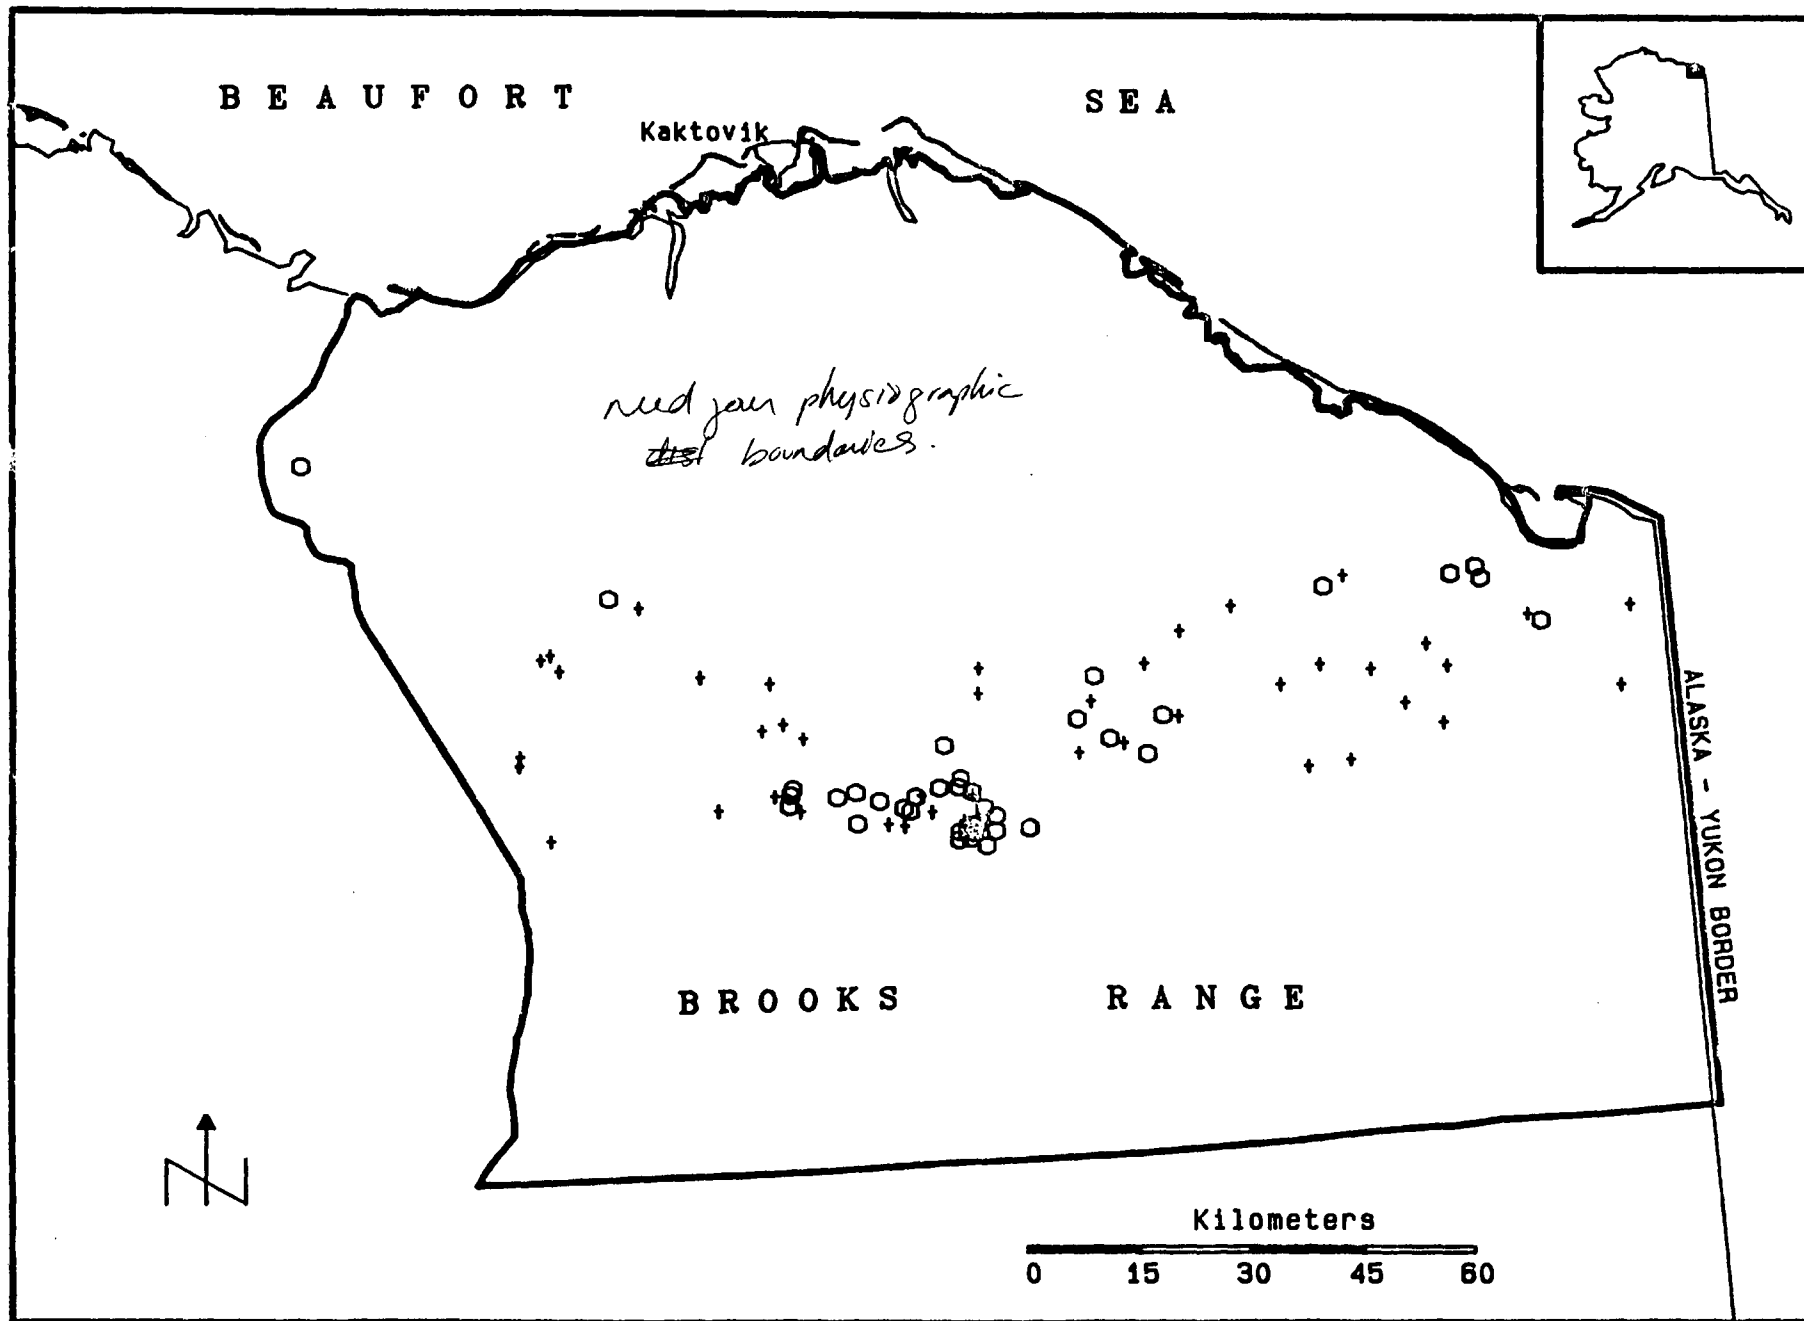 BEAUFORT SEA
Kaktovik
need your physiographic
boundaries.
ALASKA - YUKON BORDER
BROOKS RANGE
N
Kilometers
0 15 30 45 60